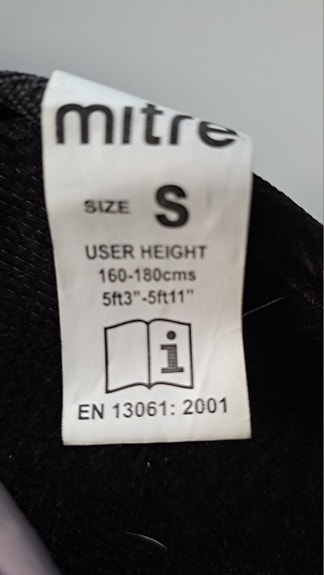 mitre
SIZE S
USER HEIGHT
160-180cms
5ft3"-5ft11"
i
EN 13061: 2001